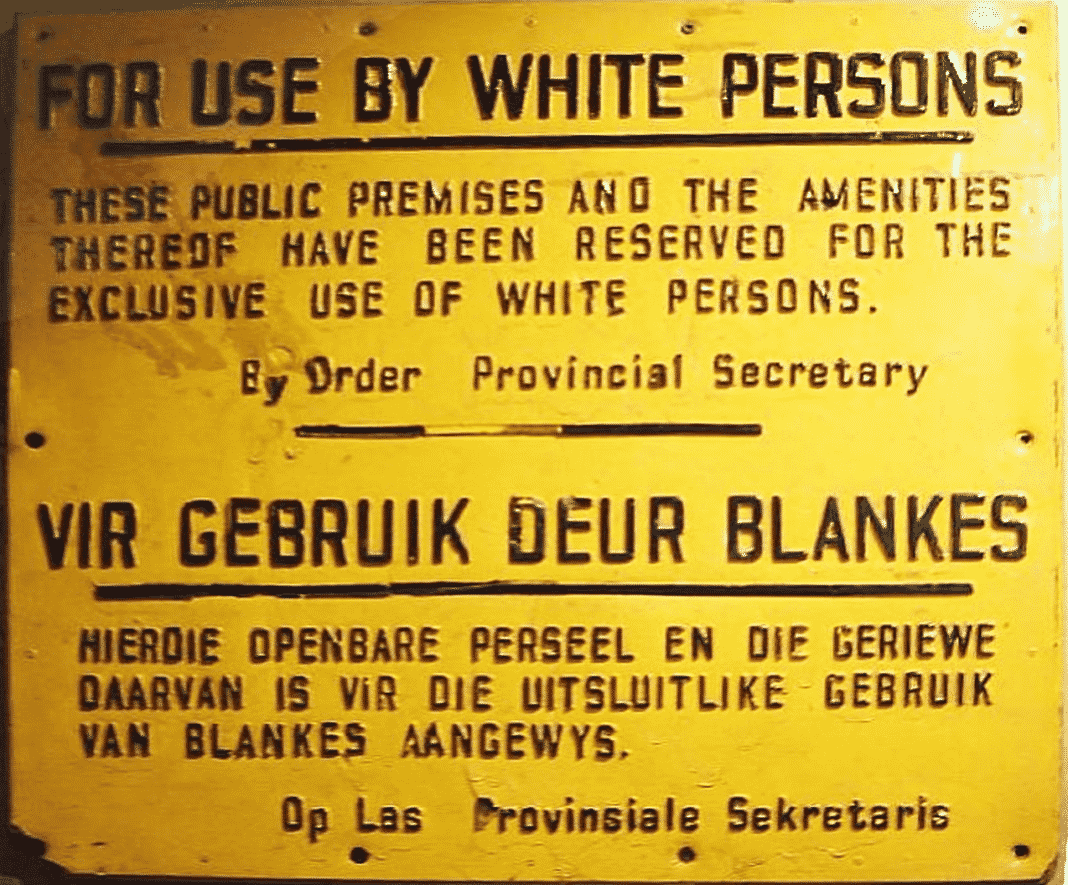 FOR USE BY WHITE PERSONS
THESE PUBLIC PREMISES AND THE AMENITIES
THEREOF HAVE BEEN RESERVED FOR THE
EXCLUSIVE USE OF WHITE PERSONS.
By Order Provincial Secretary
VIR GEBRUIK DEUR BLANKES
HIERDIE OPENBARE PERSEEL EN DIE GERIEWE
DAARVAN IS VIR DIE UITSLUITLIKE GEBRUIK
VAN BLANKES AANGEWYS.
Op Las Provinsiale Sekretaris